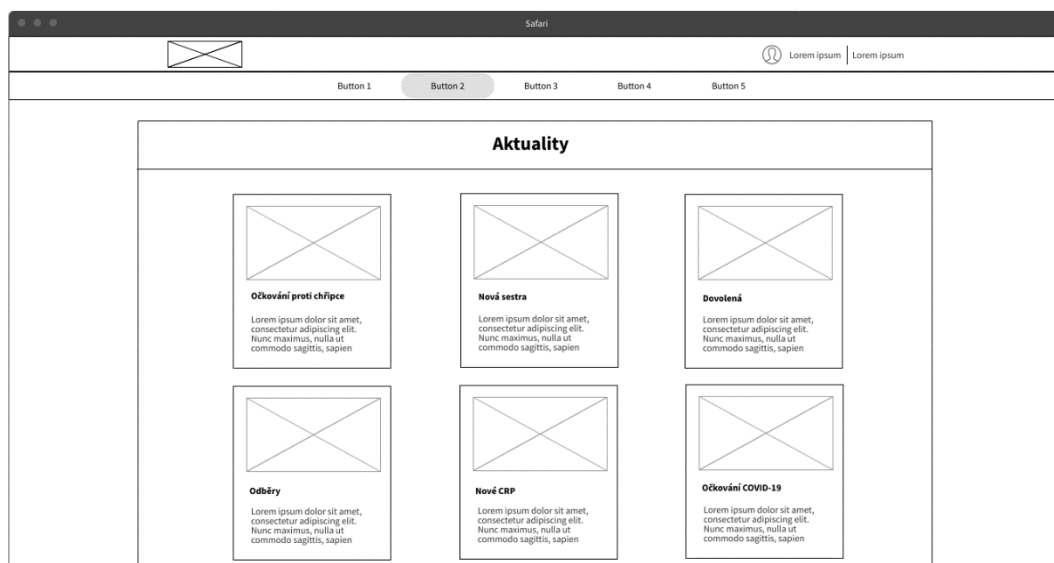 Safari
Lorem ipsum Lorem ipsum
Button 1 Button 2 Button 3 Button 4 Button 5
Aktuality
Očkování proti chřipce
Lorem ipsum dolor sit amet,
consectetur adipiscing elit.
Nunc maximus, nulla ut
commodo sagittis, sapien
Nová sestra
Lorem ipsum dolor sit amet,
consectetur adipiscing elit.
Nunc maximus, nulla ut
commodo sagittis, sapien
Dovolená
Lorem ipsum dolor sit amet,
consectetur adipiscing elit.
Nunc maximus, nulla ut
commodo sagittis, sapien
Odběry
Lorem ipsum dolor sit amet,
consectetur adipiscing elit.
Nunc maximus, nulla ut
commodo sagittis, sapien
Nové CRP
Lorem ipsum dolor sit amet,
consectetur adipiscing elit.
Nunc maximus, nulla ut
commodo sagittis, sapien
Očkování COVID-19
Lorem ipsum dolor sit amet,
consectetur adipiscing elit.
Nunc maximus, nulla ut
commodo sagittis, sapien